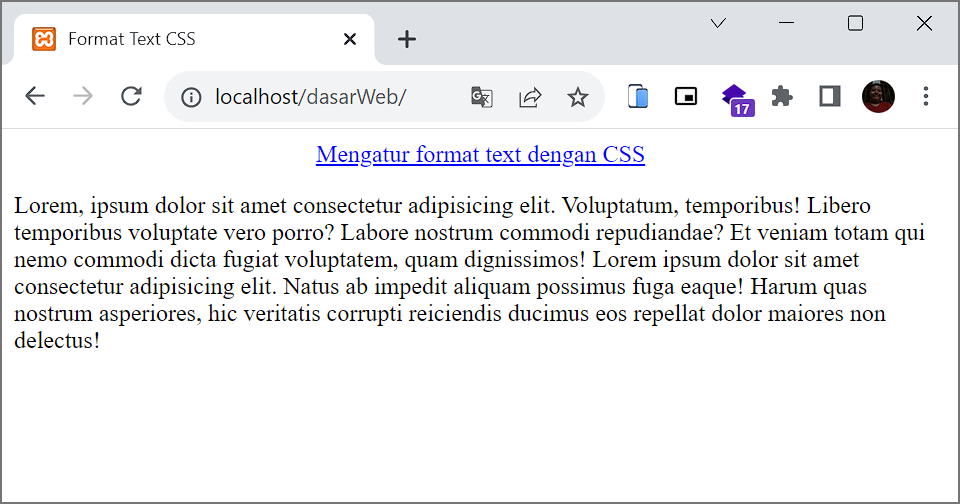 Format Text CSS
localhost/dasarWeb/
17
Mengatur format text dengan CSS
Lorem, ipsum dolor sit amet consectetur adipisicing elit. Voluptatum, temporibus! Libero
temporibus voluptate vero porro? Labore nostrum commodi repudiandae? Et veniam totam qui
nemo commodi dicta fugiat voluptatem, quam dignissimos! Lorem ipsum dolor sit amet
consectetur adipisicing elit. Natus ab impedit aliquam possimus fuga eaque! Harum quas
nostrum asperiores, hic veritatis corrupti reiciendis ducimus eos repellat dolor maiores non
delectus!